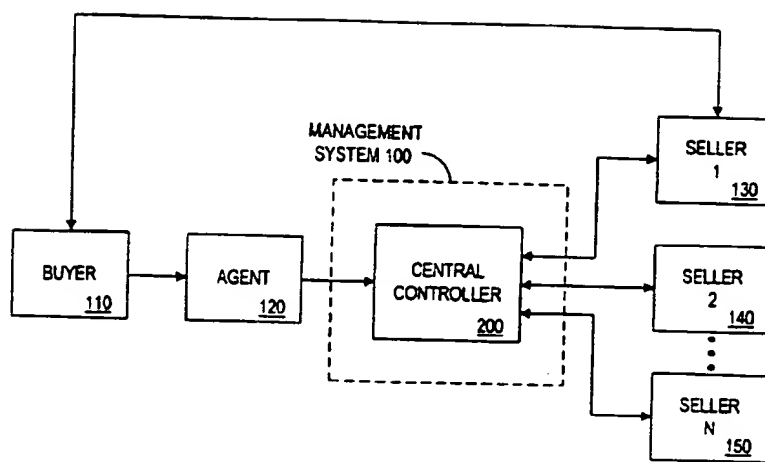 MANAGEMENT
SYSTEM 100
BUYER
110
AGENT
120
CENTRAL
CONTROLLER
200
SELLER
1
130
SELLER
2
140
SELLER
N
150